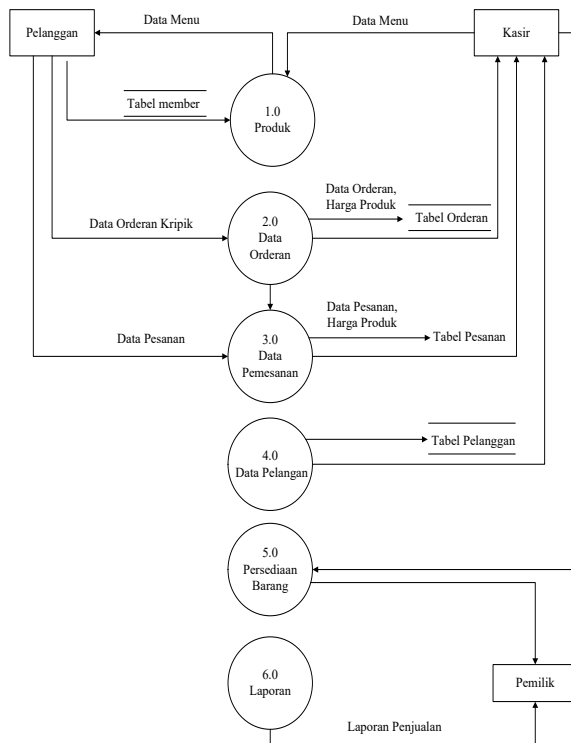 Data Menu
Data Menu
Pelanggan
Kasir
Tabel member
1.0
Produk
Data Orderan,
Harga Produk
Tabel Orderan
Data Orderan Kripik
2.0
Data
Orderan
Data Pesanan,
Harga Produk
Tabel Pesanan
Data Pesanan
3.0
Data
Pemesanan
Tabel Pelanggan
4.0
Data Pelangan
5.0
Persediaan
Barang
6.0
Laporan
Pemilik
Laporan Penjualan